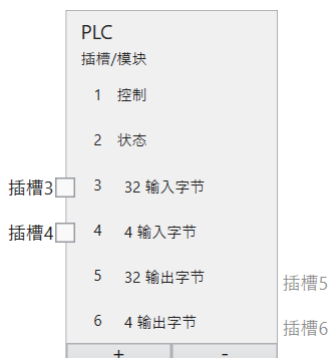 PLC
插槽/模块
1 控制
2 状态
插槽3 3 32 输入字节
插槽4 4 4 输入字节
5 32 输出字节 插槽5
6 4 输出字节 插槽6
+ -